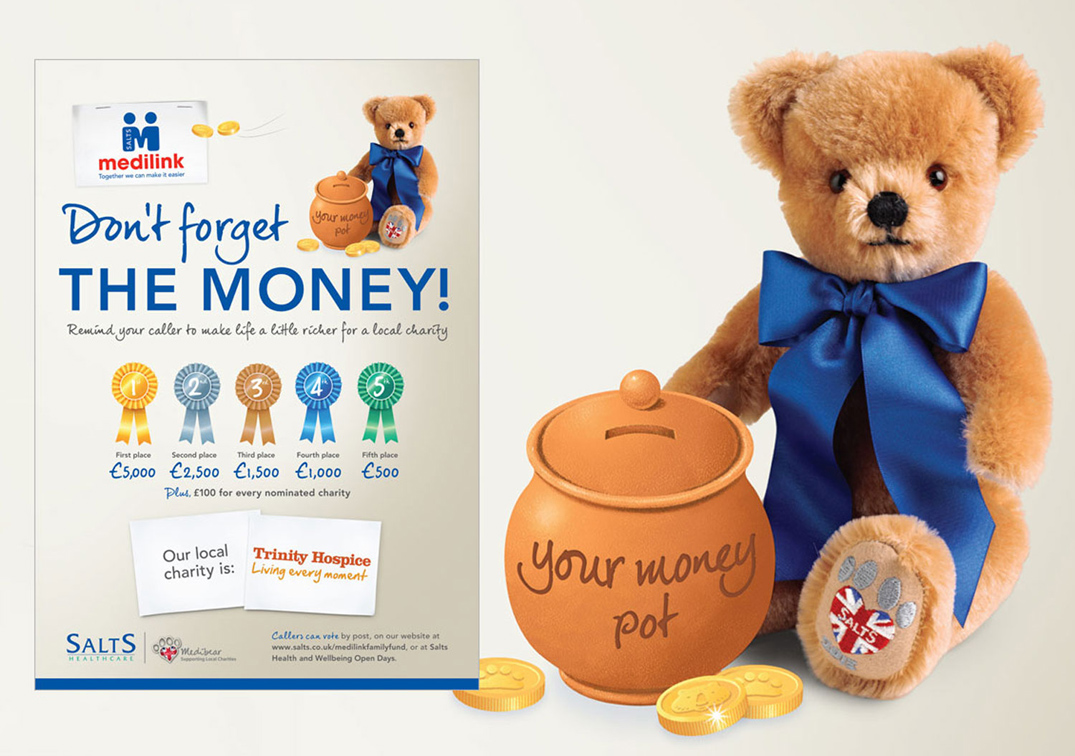 SALTS
medilink
Together we can make it easier
your money
pot
Don't forget
THE MONEY!
Remind your caller to make life a little richer for a local charity
1 2nd 3rd 4th 5th
First place Second place Third place Fourth place Fifth place
£5,000 £2,500 £1,500 £1,000 £500
Plus, £100 for every nominated charity
Our local
charity is:
Trinity Hospice
Living every moment
SALTS
HEALTHCARE
Medibear
Supporting Local Charities
Callers can vote by post, on our website at
www.salts.co.uk/medilinkfamilyfund, or at Salts
Health and Wellbeing Open Days.
your money
pot
SALTS